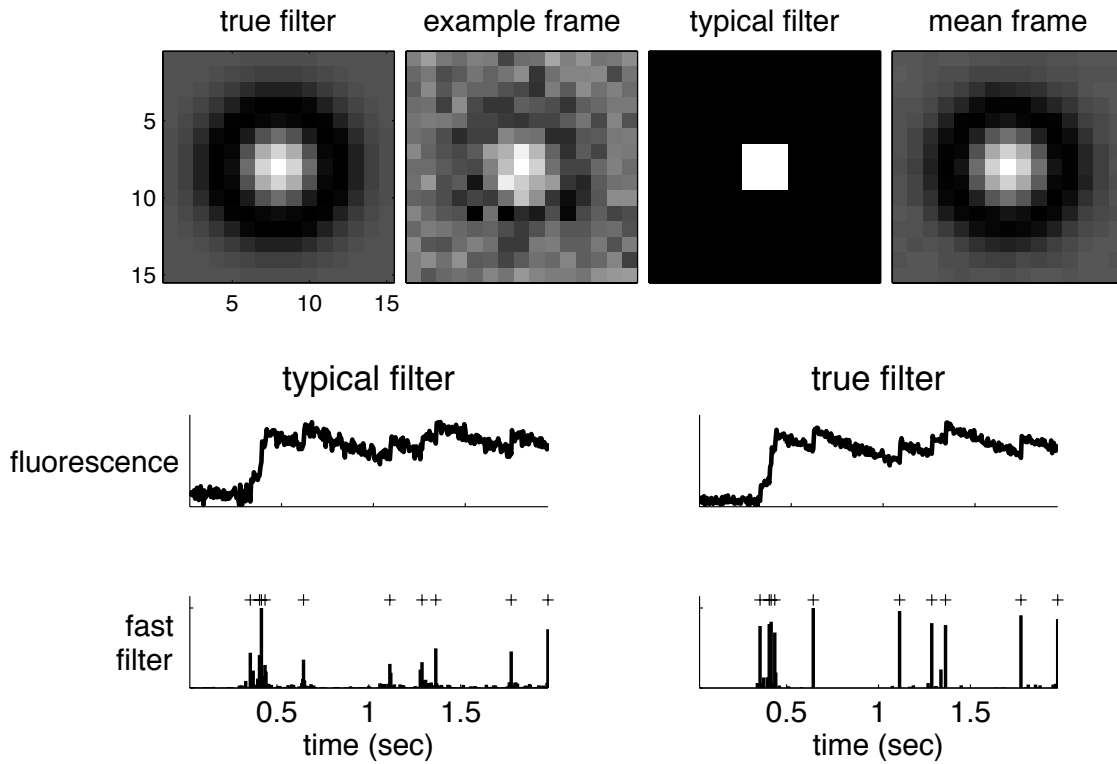 true filter
example frame
typical filter
mean frame
5
10
15
5 10 15
typical filter
true filter
fluorescence
fast
filter
0.5 1 1.5
time (sec)
0.5 1 1.5
time (sec)